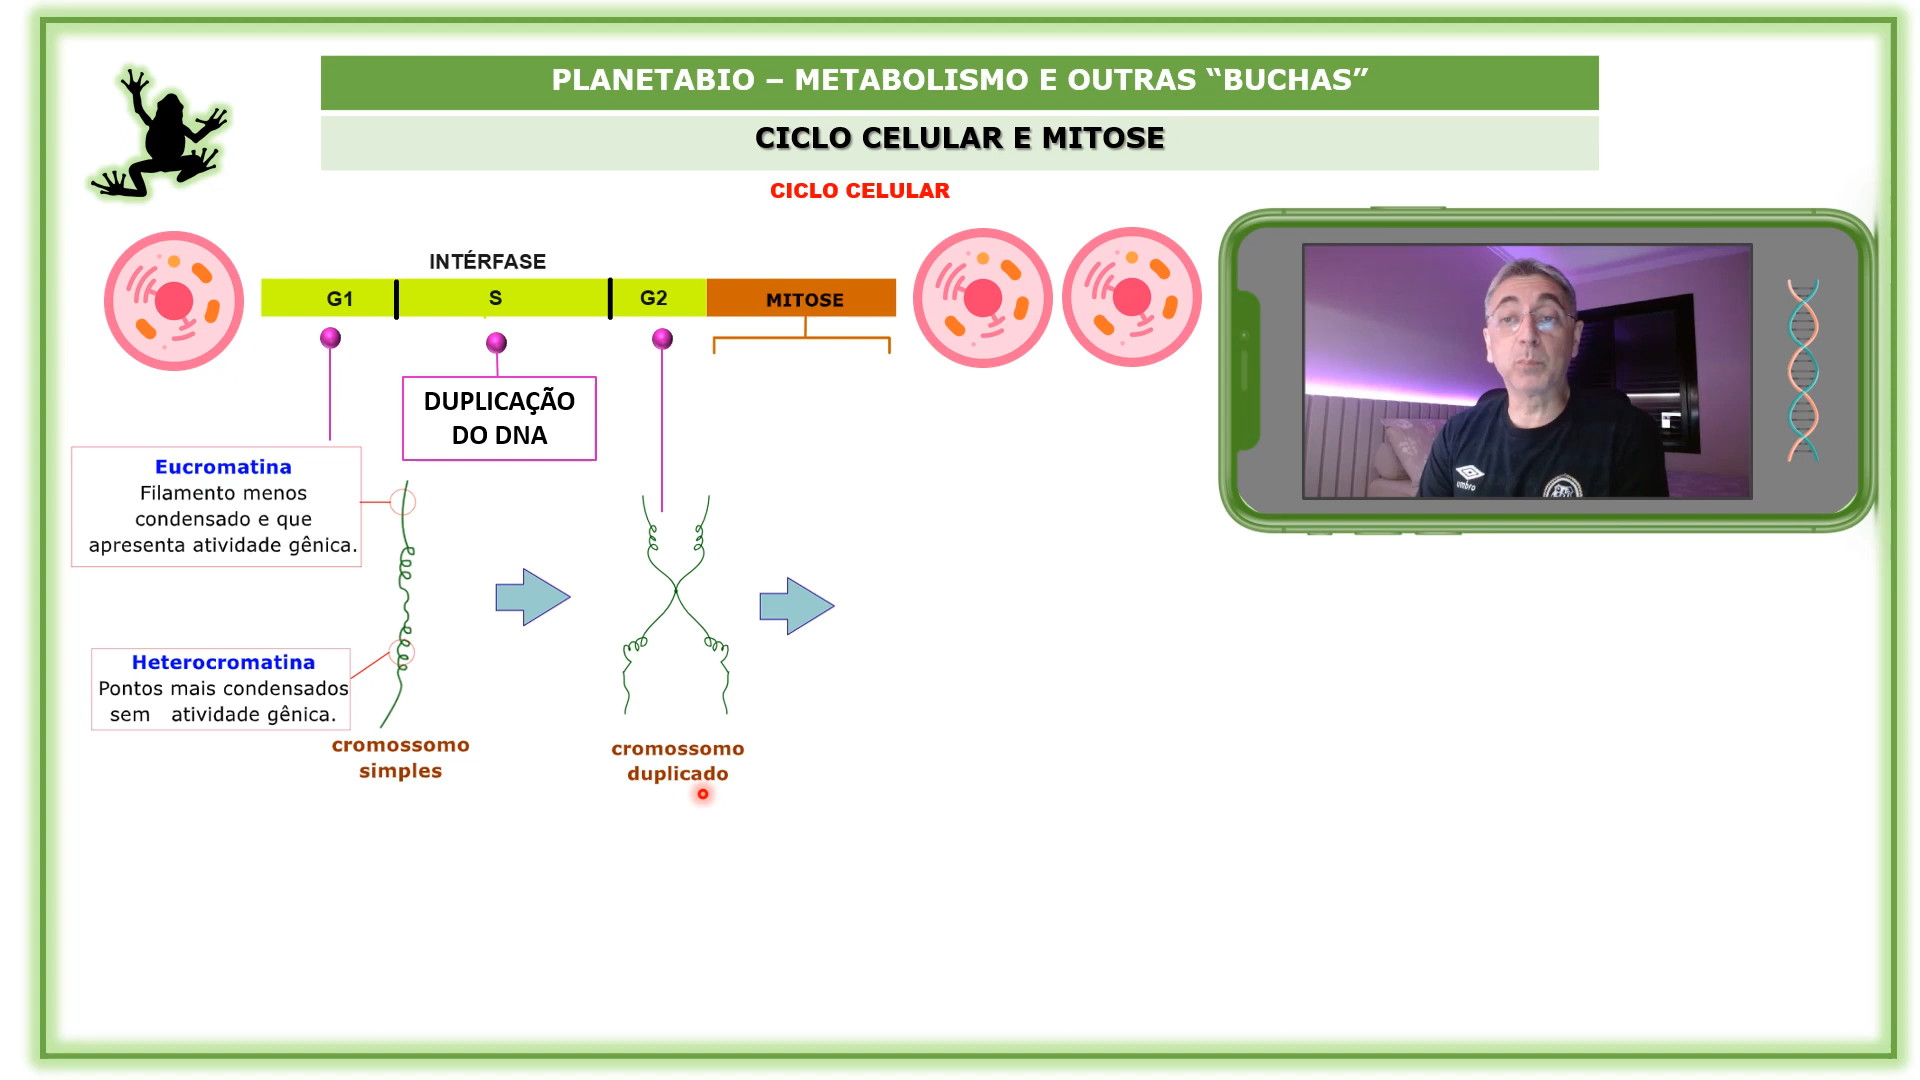 PLANETABIO – METABOLISMO E OUTRAS “BUCHAS”
CICLO CELULAR E MITOSE
CICLO CELULAR
INTÉRFASE
G1
S
G2
MITOSE
DUPLICAÇÃO
DO DNA
Eucromatina
Filamento menos
condensado e que
apresenta atividade gênica.
Heterocromatina
Pontos mais condensados
sem atividade gênica.
cromossomo
simples
cromossomo
duplicado
umbro